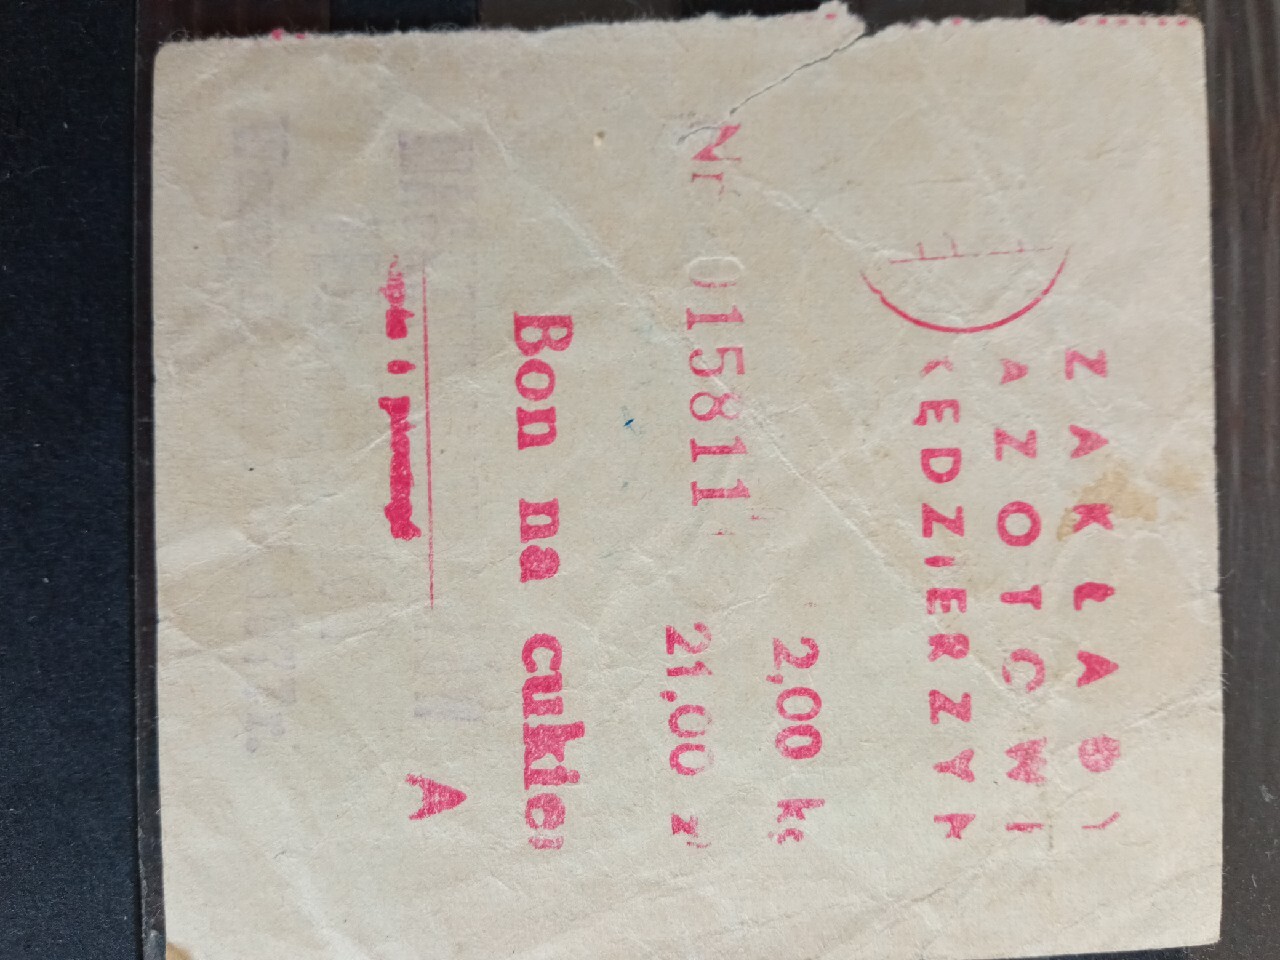 ZAKŁADY
AZOTOWE
KĘDZIERZYN
2,00 kg
Nr 015811
21,00 zł
Bon na cukier
A